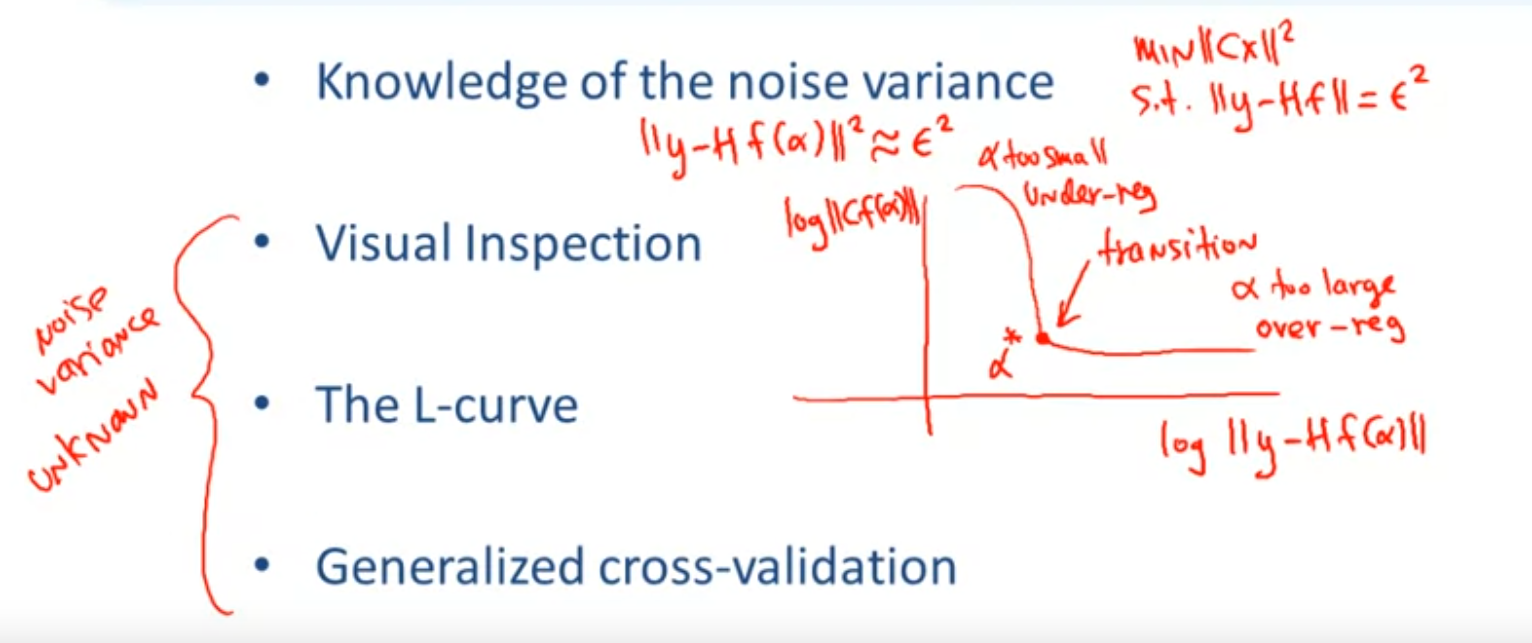 • Knowledge of the noise variance
MIN ||Cx||²
s.t. ||y-Hf|| = ϵ²
||y-Hf(α)||² ≈ ϵ²
α too small
under-reg
log||Cf(α)||
• Visual Inspection
transition
α too large
over-reg
α*
NOISE
variance
UNKNOWN
• The L-curve
log ||y-Hf(α)||
• Generalized cross-validation